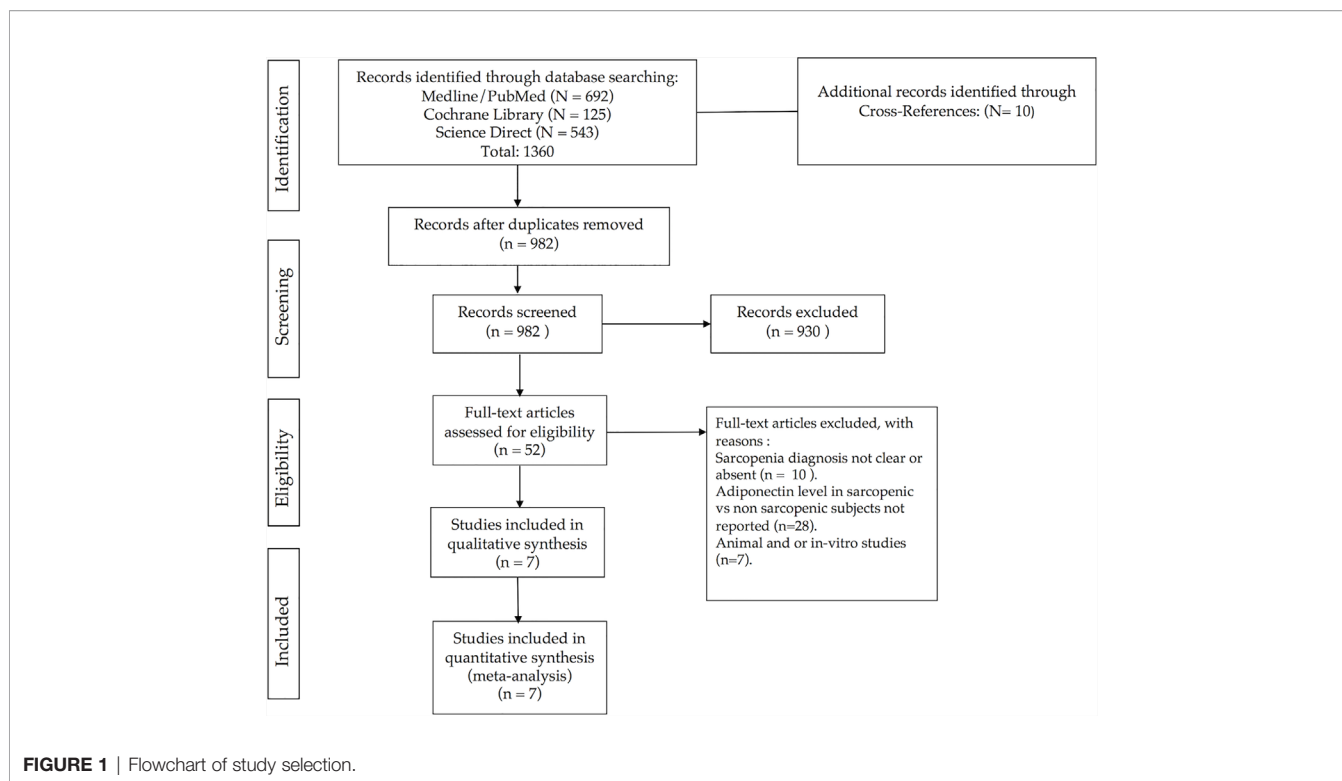 Identification
Records identified through database searching:
Medline/PubMed (N = 692)
Cochrane Library (N = 125)
Science Direct (N = 543)
Total: 1360
Additional records identified through
Cross-References: (N= 10)
Records after duplicates removed
(n = 982)
Screening
Records screened
(n = 982 )
Records excluded
(n = 930 )
Eligibility
Full-text articles
assessed for eligibility
(n = 52)
Full-text articles excluded, with
reasons :
Sarcopenia diagnosis not clear or
absent (n = 10 ).
Adiponectin level in sarcopenic
vs non sarcopenic subjects not
reported (n=28).
Animal and or in-vitro studies
(n=7).
Studies included in
qualitative synthesis
(n = 7)
Included
Studies included in
quantitative synthesis
(meta-analysis)
(n = 7)
FIGURE 1 | Flowchart of study selection.